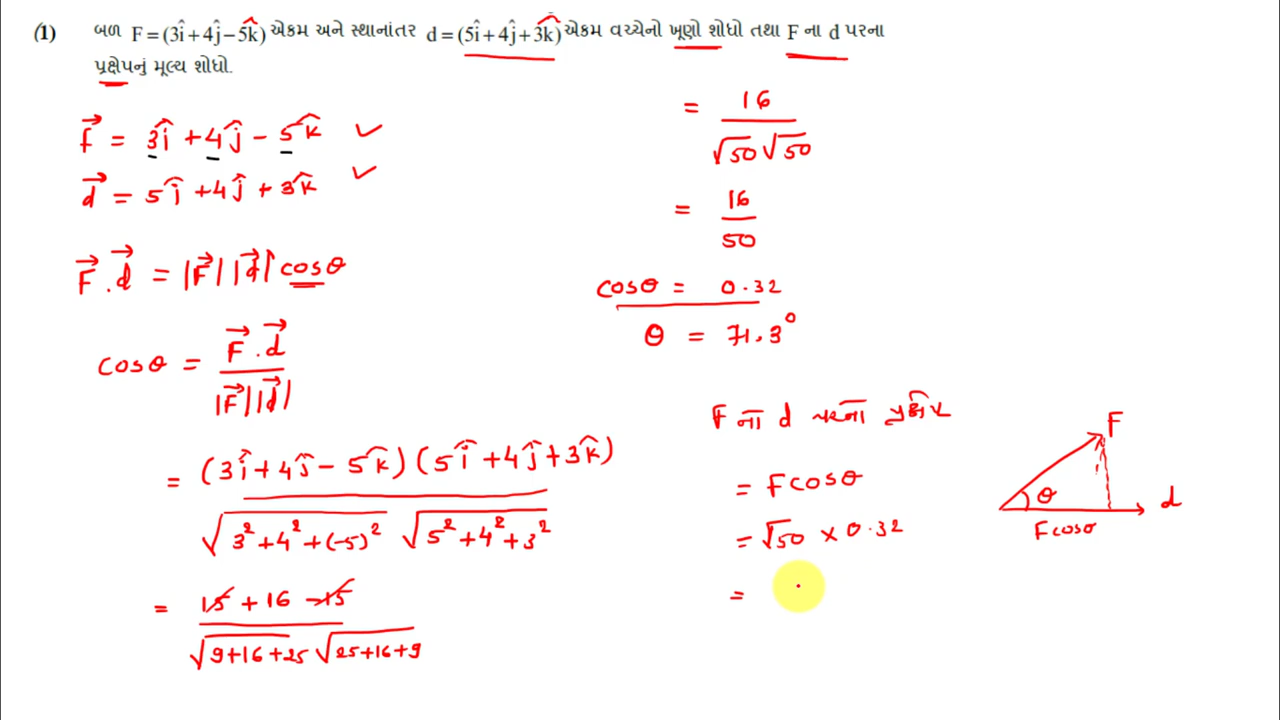 (1) બળ F = (3î + 4ĵ − 5k̂) એકમ અને સ્થાનાંતર d = (5î + 4ĵ + 3k̂) એકમ વચ્ચેનો ખૂણો શોધો તથા F ના d પરના
પ્રક્ષેપનું મૂલ્ય શોધો.
f⃗ = 3î + 4ĵ − 5k̂ ✓
d⃗ = 5î + 4ĵ + 3k̂ ✓
F⃗ . d⃗ = |F⃗| |d⃗| cosθ
cosθ = F⃗ . d⃗ / |F⃗| |d⃗|
= (3î + 4ĵ − 5k̂) (5î + 4ĵ + 3k̂) / √(3² + 4² + (−5)²) √(5² + 4² + 3²)
= 15 + 16 − 15 / √(9 + 16 + 25) √(25 + 16 + 9)
= 16 / √50 √50
= 16 / 50
cosθ = 0.32
θ = 71.3°
F ના d પરના પ્રક્ષેપ
= Fcosθ
= √50 × 0.32
=
F
θ
d
Fcosθ